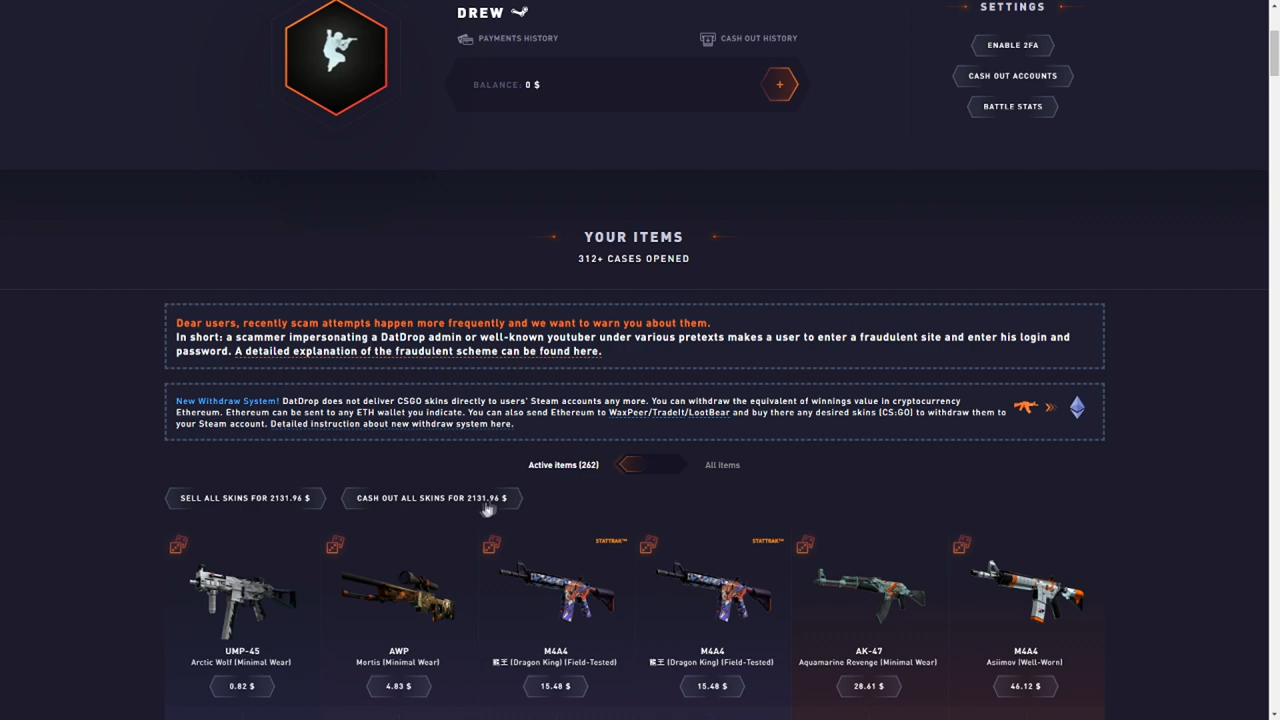 DREW
SETTINGS
PAYMENTS HISTORY
CASH OUT HISTORY
ENABLE 2FA
CASH OUT ACCOUNTS
BATTLE STATS
BALANCE: 0 $
+
YOUR ITEMS
312+ CASES OPENED
Dear users, recently scam attempts happen more frequently and we want to warn you about them.
In short: a scammer impersonating a DatDrop admin or well-known youtuber under various pretexts makes a user to enter a fraudulent site and enter his login and
password. A detailed explanation of the fraudulent scheme can be found here.
New Withdraw System! DatDrop does not deliver CSGO skins directly to users' Steam accounts any more. You can withdraw the equivalent of winnings value in cryptocurrency
Ethereum. Ethereum can be sent to any ETH wallet you indicate. You can also send Ethereum to WaxPeer/TradeIt/LootBear and buy there any desired skins (CS:GO) to withdraw them to
your Steam account. Detailed instruction about new withdraw system here.
Active items (262)
All items
SELL ALL SKINS FOR 2131.96 $
CASH OUT ALL SKINS FOR 2131.96 $
STATTRAK™
STATTRAK™
UMP-45
Arctic Wolf (Minimal Wear)
0.82 $
AWP
Mortis (Minimal Wear)
4.83 $
M4A4
龍王 (Dragon King) (Field-Tested)
15.48 $
M4A4
龍王 (Dragon King) (Field-Tested)
15.48 $
AK-47
Aquamarine Revenge (Minimal Wear)
28.61 $
M4A4
Asiimov (Well-Worn)
46.12 $